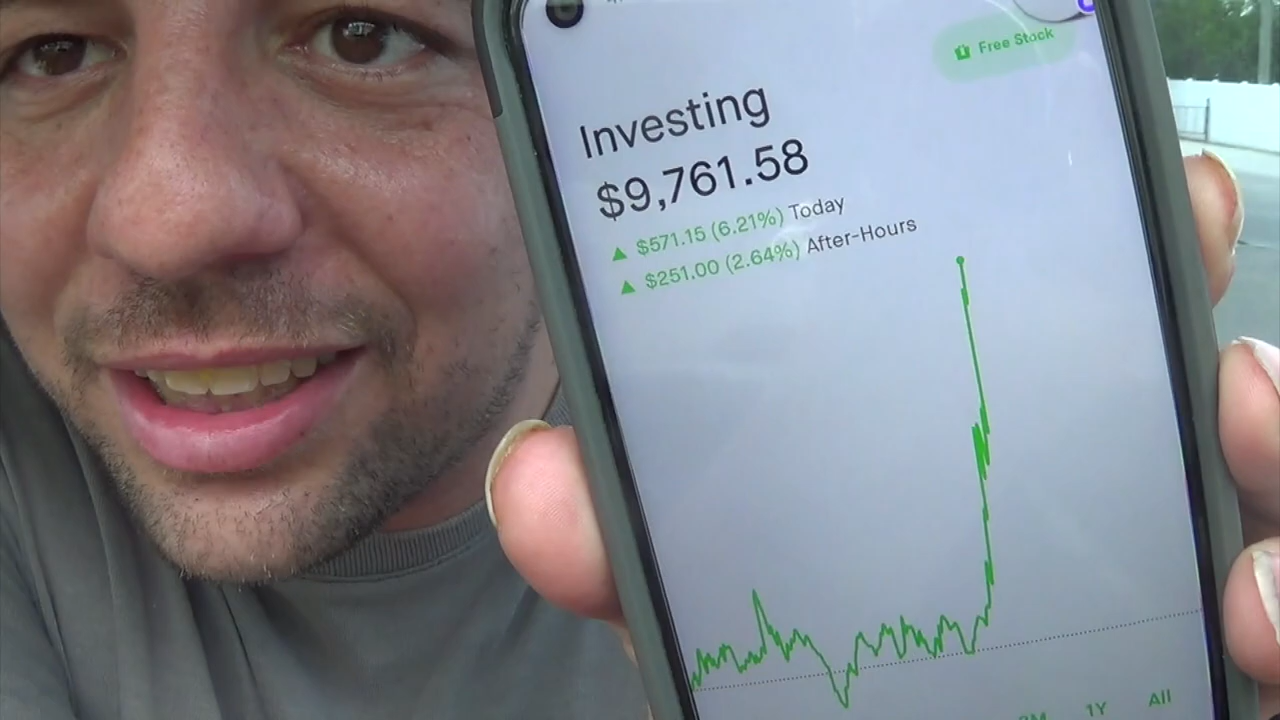 Free Stock
Investing
$9,761.58
▲ $571.15 (6.21%) Today
▲ $251.00 (2.64%) After-Hours
1Y All